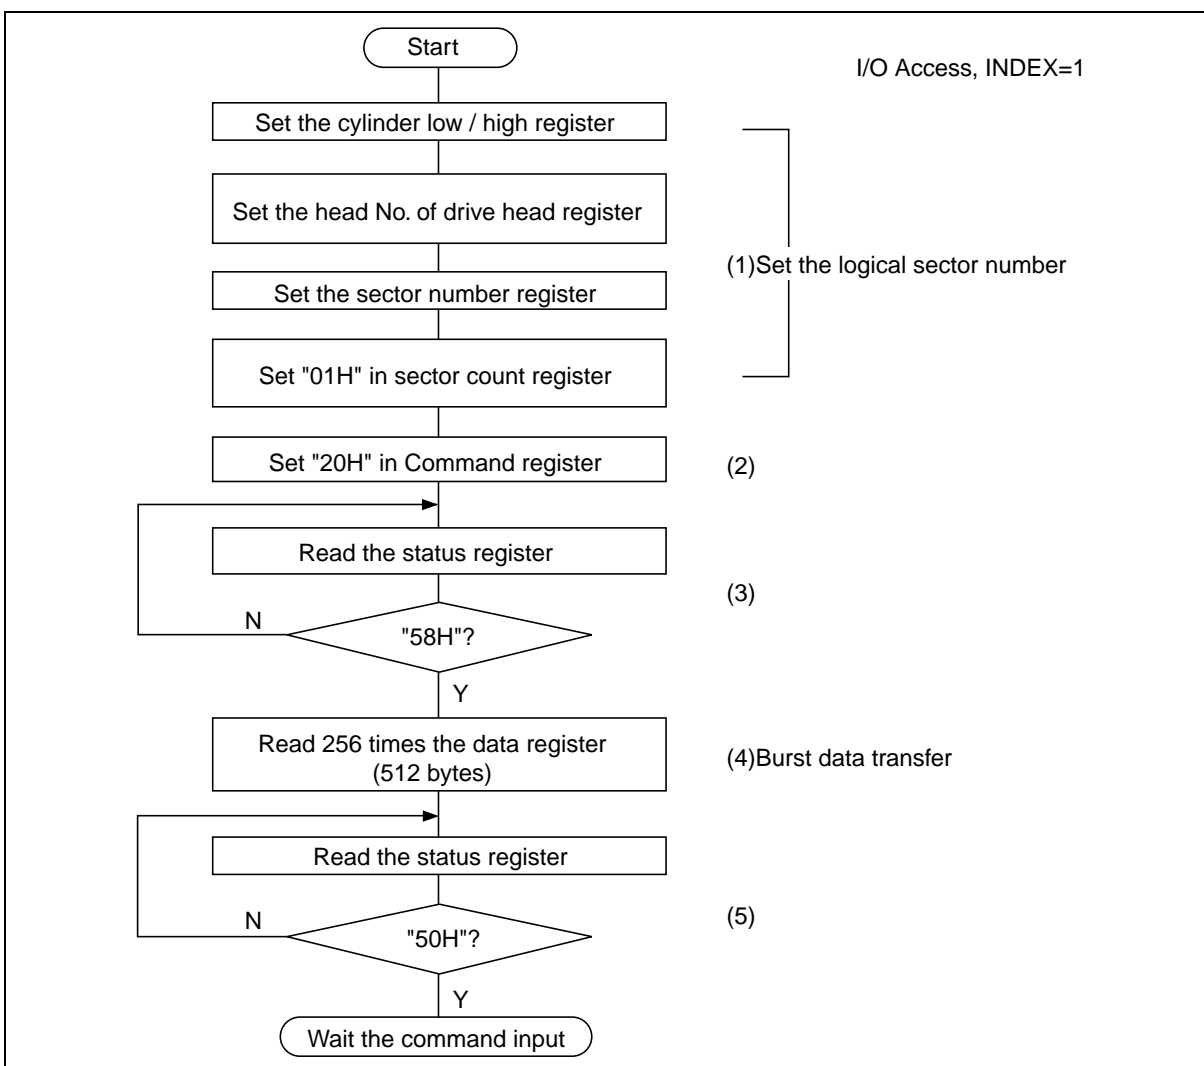 Start
I/O Access, INDEX=1
Set the cylinder low / high register
Set the head No. of drive head register
(1)Set the logical sector number
Set the sector number register
Set "01H" in sector count register
Set "20H" in Command register
(2)
Read the status register
(3)
N
"58H"?
Y
Read 256 times the data register
(512 bytes)
(4)Burst data transfer
Read the status register
N
(5)
"50H"?
Y
Wait the command input